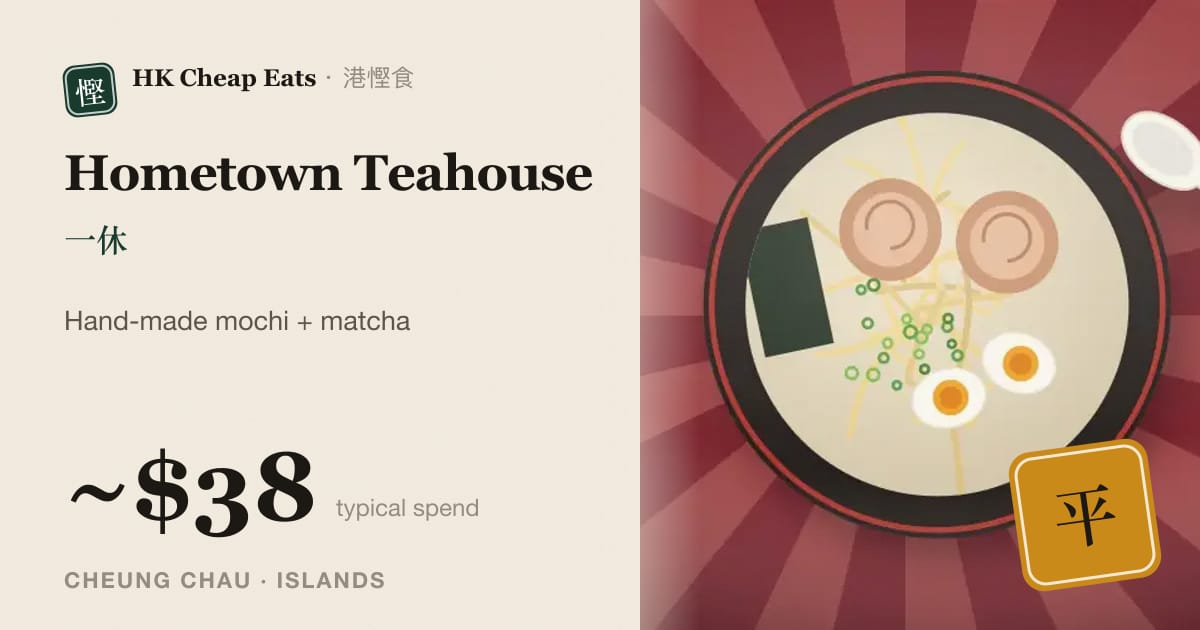 慳
HK Cheap Eats · 港慳食
Hometown Teahouse
一休
Hand-made mochi + matcha
~$38 typical spend
CHEUNG CHAU · ISLANDS
平